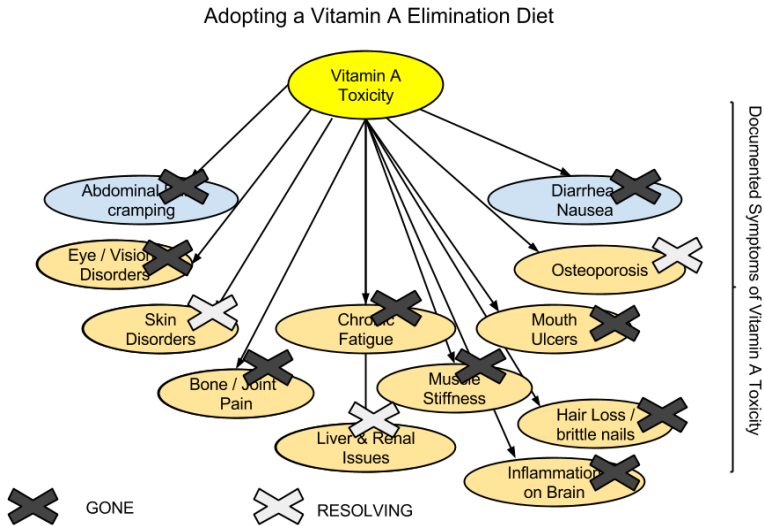 Adopting a Vitamin A Elimination Diet
Vitamin A
Toxicity
Abdominal
cramping
Diarrhea
Nausea
Eye / Vision
Disorders
Osteoporosis
Skin
Disorders
Chronic
Fatigue
Mouth
Ulcers
Bone / Joint
Pain
Muscle
Stiffness
Hair Loss /
brittle nails
Liver & Renal
Issues
Inflammation
on Brain
Documented Symptoms of Vitamin A Toxicity
GONE
RESOLVING